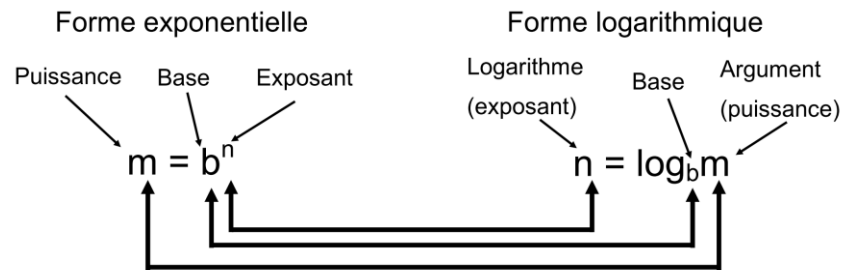 Forme exponentielle
Puissance Base Exposant
m = bⁿ
Forme logarithmique
Logarithme
(exposant)
Base
Argument
(puissance)
n = log_b m